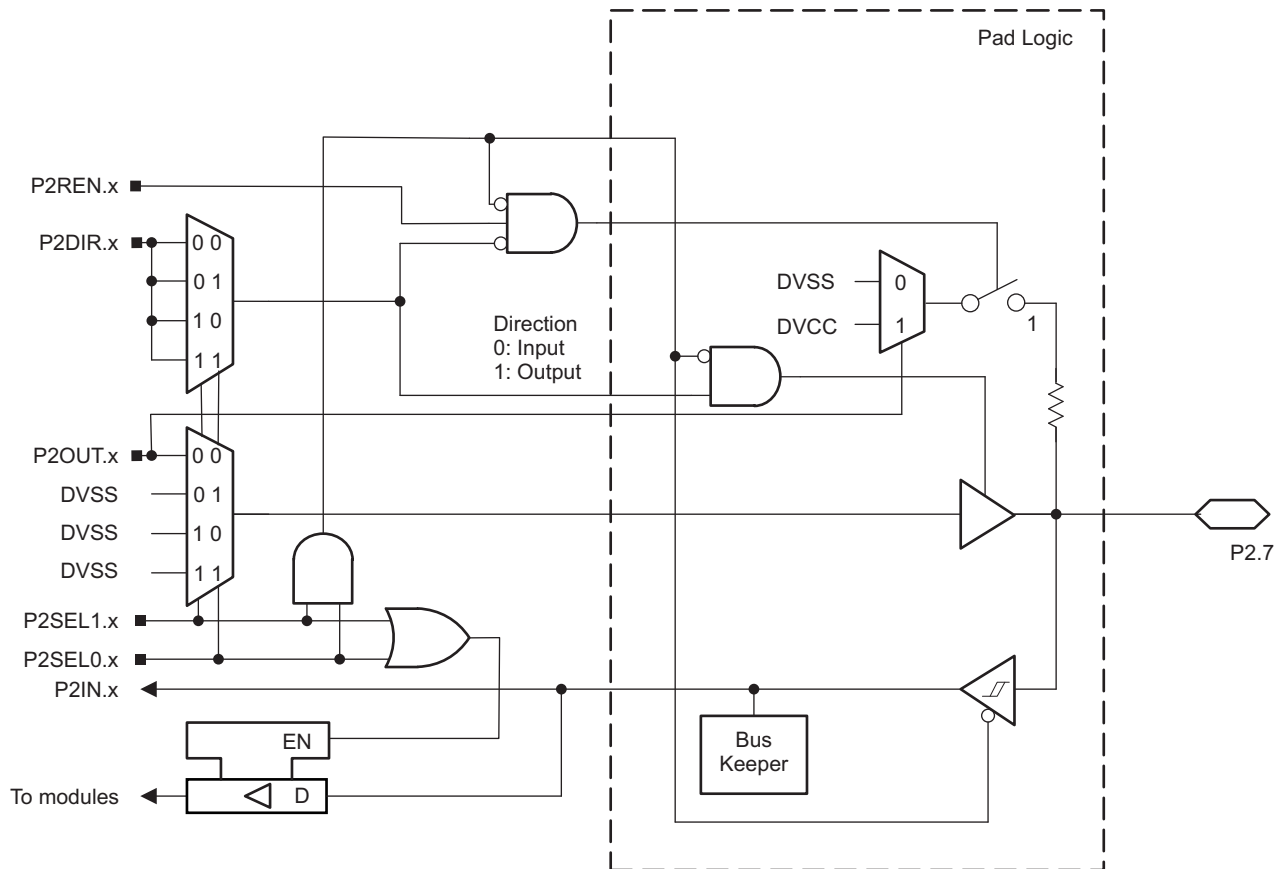 Pad Logic
P2REN.x
P2DIR.x
0 0
0 1
1 0
1 1
Direction
0: Input
1: Output
DVSS
0
DVCC
1
1
P2OUT.x
0 0
DVSS
0 1
DVSS
1 0
DVSS
1 1
P2.7
P2SEL1.x
P2SEL0.x
P2IN.x
EN
Bus
Keeper
To modules
D